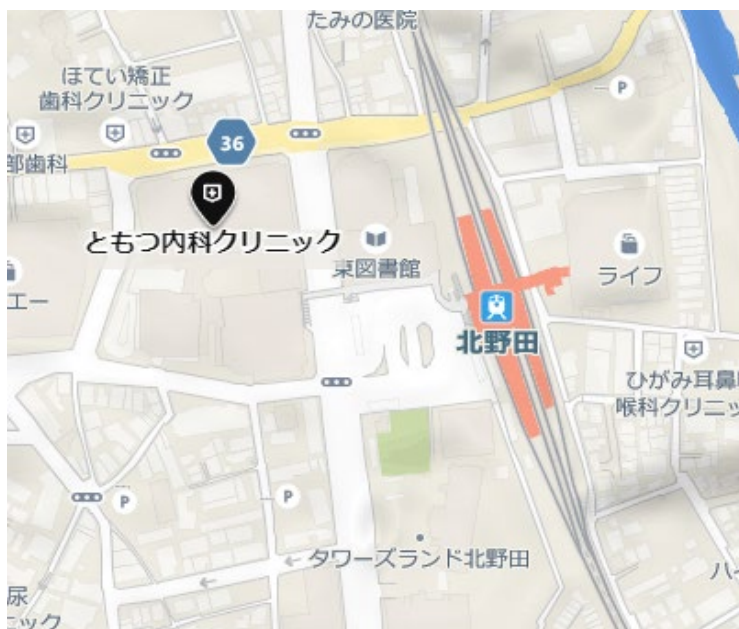 たみの医院
ほてい矯正
歯科クリニック
36
P
部歯科
ともつ内科クリニック
東図書館
ライフ
エー
北野田
ひがみ耳鼻
喉科クリニッ
P
P
タワーズランド北野田
ハイ
尿
ニック